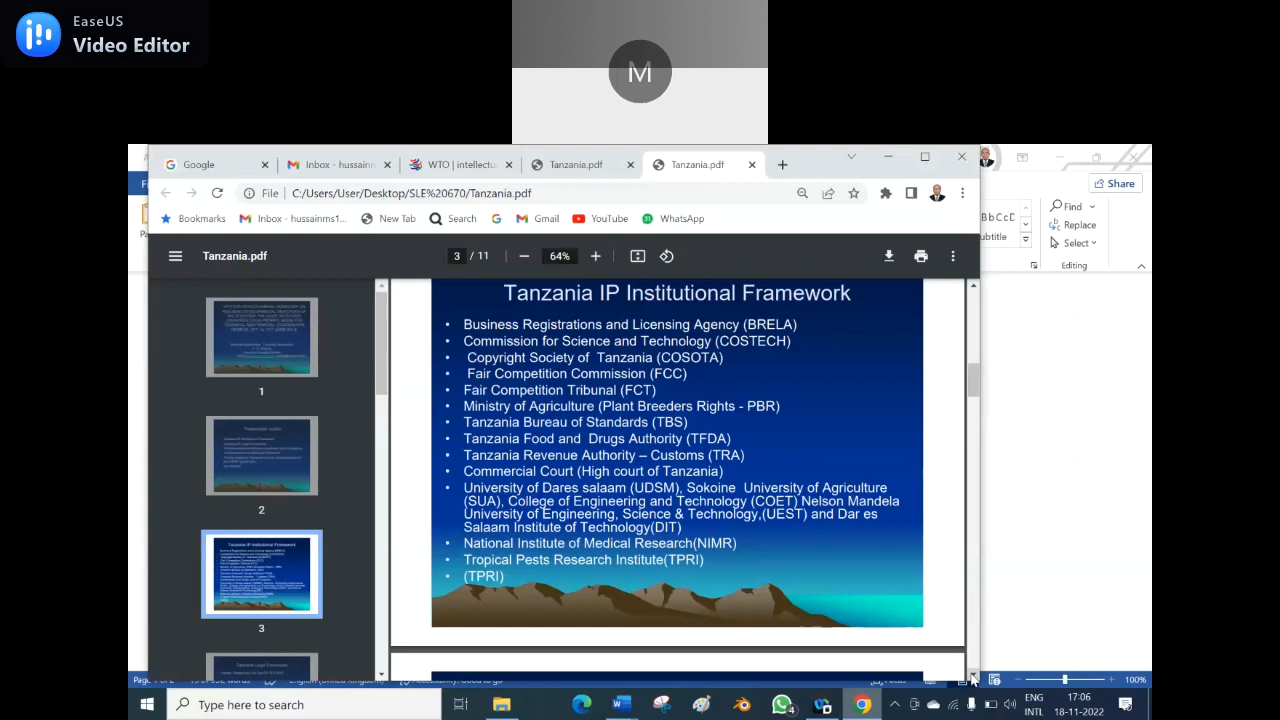 EaseUS
Video Editor
M
Google
Inbox - hussainn
WTO | intellectu
Tanzania.pdf
Tanzania.pdf
File
C:/Users/User/Desktop/SLE%20670/Tanzania.pdf
Share
Bookmarks
Inbox - hussainms1...
New Tab
Search
Gmail
YouTube
WhatsApp
Find
Replace
Select
Editing
ubtitle
Tanzania.pdf
3 / 11
64%
1
2
3
Tanzania IP Institutional Framework
• Business Registrations and Licensing Agency (BRELA)
• Commission for Science and Technology (COSTECH)
• Copyright Society of Tanzania (COSOTA)
• Fair Competition Commission (FCC)
• Fair Competition Tribunal (FCT)
• Ministry of Agriculture (Plant Breeders Rights - PBR)
• Tanzania Bureau of Standards (TBS)
• Tanzania Food and Drugs Authority (TFDA)
• Tanzania Revenue Authority – Customs (TRA)
• Commercial Court (High court of Tanzania)
• University of Dares salaam (UDSM), Sokoine University of Agriculture
(SUA), College of Engineering and Technology (COET) Nelson Mandela
University of Engineering, Science & Technology,(UEST) and Dar es
Salaam Institute of Technology(DIT)
• National Institute of Medical Research(NIMR)
• Tropical Pests Research Institute(TPRI)
• (TPRI)
100%
Type here to search
4
ENG
INTL
17:06
18-11-2022